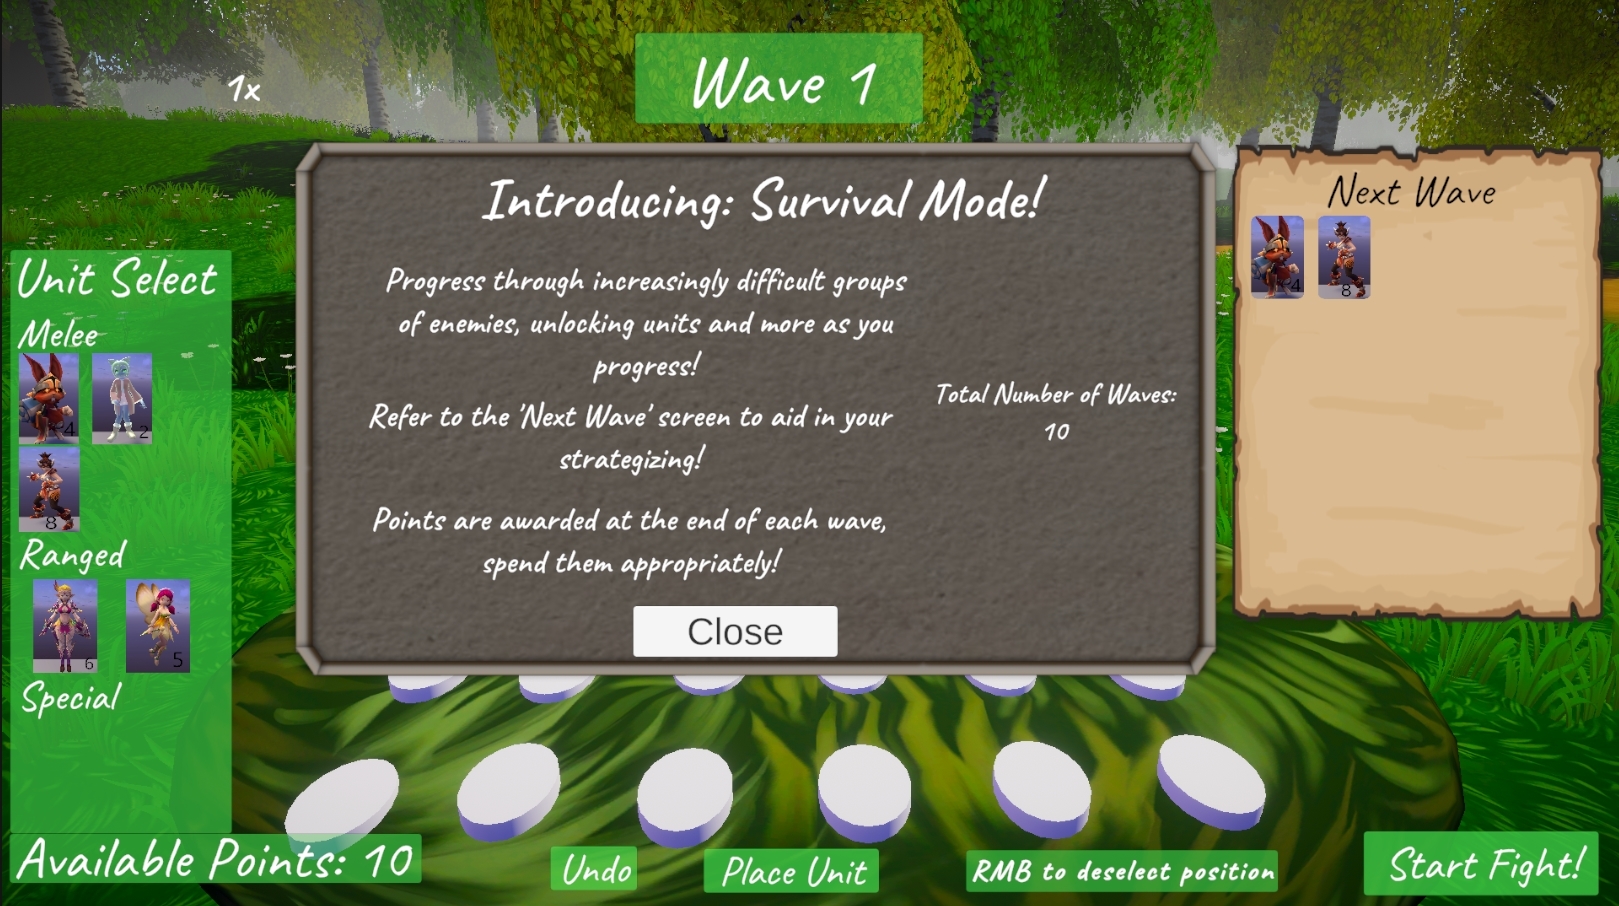 1x
Wave 1
Introducing: Survival Mode!
Progress through increasingly difficult groups
of enemies, unlocking units and more as you
progress!
Refer to the 'Next Wave' screen to aid in your
strategizing!
Points are awarded at the end of each wave,
spend them appropriately!
Total Number of Waves:
10
Close
Next Wave
4
8
Unit Select
Melee
4
2
8
Ranged
6
5
Special
Available Points: 10
Undo
Place Unit
RMB to deselect position
Start Fight!